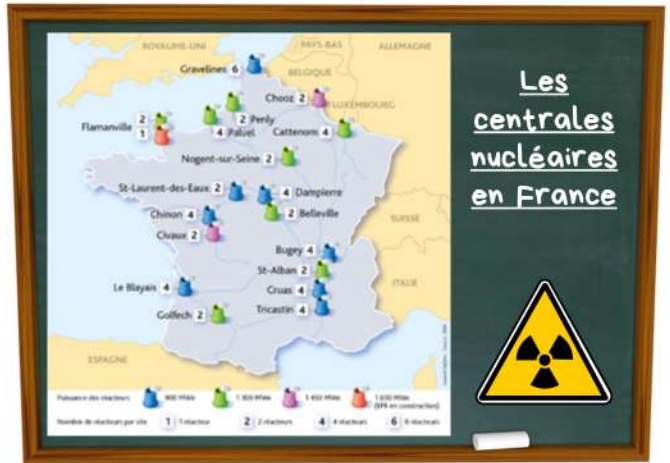 ROYAUME-UNI
PAYS-BAS
ALLEMAGNE
Gravelines 6
BELGIQUE
Chooz 2
LUXEMBOURG
2
Flamanville
1
2 Penly
4 Paluel
Cattenom 4
Nogent-sur-Seine 2
St-Laurent-des-Eaux 2
4 Dampierre
Chinon 4
2 Belleville
Civaux 2
SUISSE
Bugey 4
St-Alban 2
Le Blayais 4
Cruas 4
ITALIE
Golfech 2
Tricastin 4
ESPAGNE
Puissance des réacteurs 900 MWe 1 300 MWe 1 450 MWe 1 650 MWe
(EPR en construction)
Nombre de réacteurs par site 1 1 réacteur 2 2 réacteurs 4 4 réacteurs 6 6 réacteurs
Les
centrales
nucléaires
en France